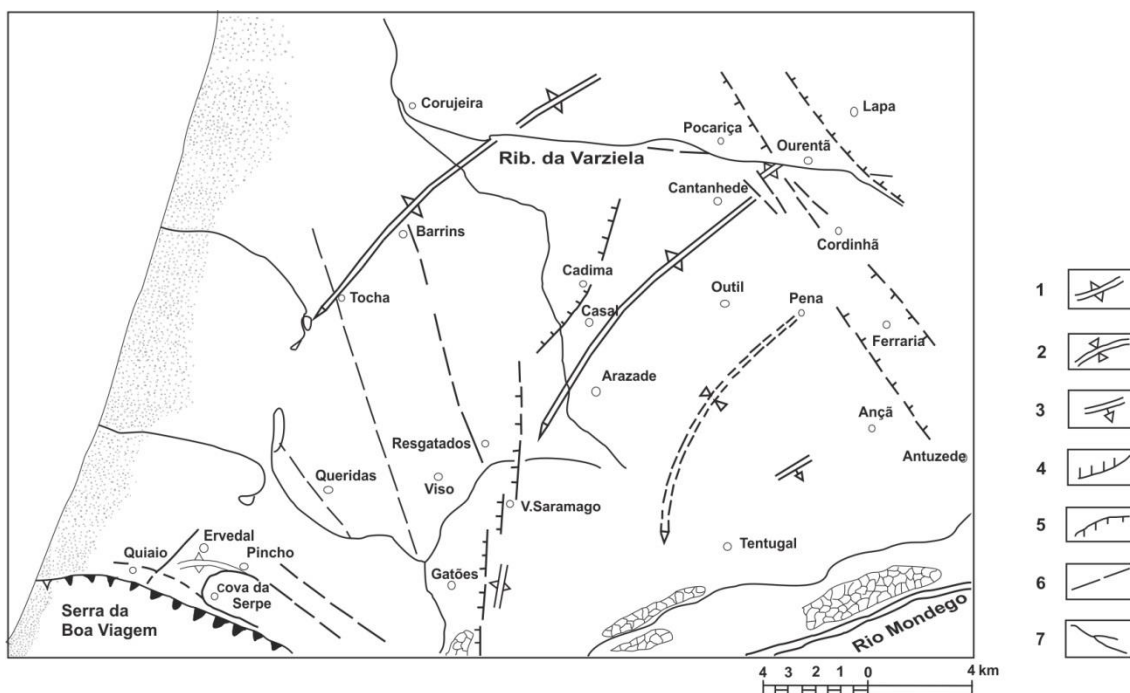 Corujeira
Lapa
Pocariça
Ourentã
Rib. da Varziela
Cantanhede
Barrins
Cordinhã
Cadima
Tocha
Outil
Pena
Casal
1
Ferraria
2
Arazade
Ançã
3
Resgatados
Antuzede
4
Queridas
Viso
V.Saramago
5
Ervedal
Tentugal
Quiaio
Pincho
6
Gatões
Cova da
Serpe
Serra da
Boa Viagem
Rio Mondego
7
4 3 2 1 0 4 km